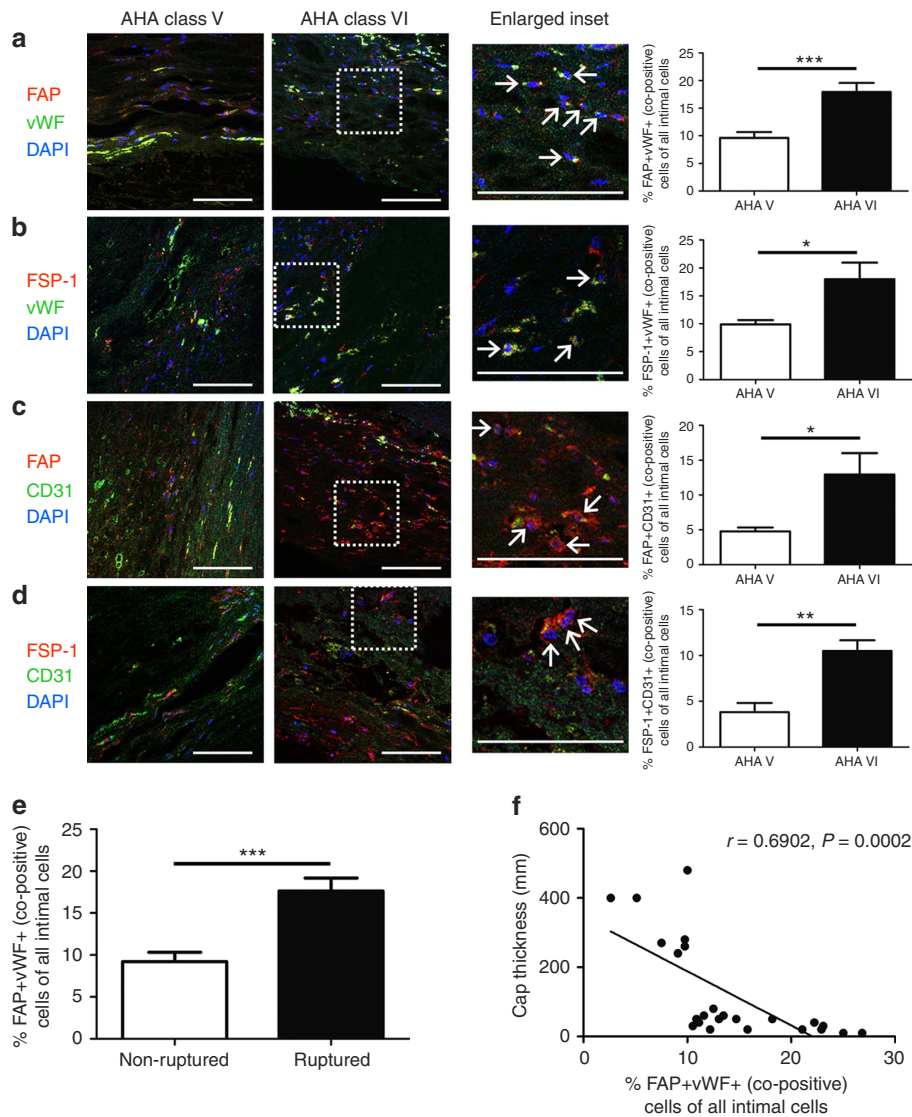 AHA class V
AHA class VI
Enlarged inset
a
FAP
vWF
DAPI
% FAP+vWF+ (co-positive)
cells of all intimal cells
25
20
15
10
5
0
***
AHA V
AHA VI
b
FSP-1
vWF
DAPI
% FSP-1+vWF+ (co-positive)
cells of all intimal cells
25
20
15
10
5
0
*
AHA V
AHA VI
c
FAP
CD31
DAPI
% FAP+CD31+ (co-positive)
cells of all intimal cells
20
15
10
5
0
*
AHA V
AHA VI
d
FSP-1
CD31
DAPI
% FSP-1+CD31+ (co-positive)
cells of all intimal cells
15
10
5
0
**
AHA V
AHA VI
e
% FAP+vWF+ (co-positive)
cells of all intimal cells
25
20
15
10
5
0
***
Non-ruptured
Ruptured
f
r = 0.6902, P = 0.0002
Cap thickness (mm)
600
400
200
0
0
10
20
30
% FAP+vWF+ (co-positive)
cells of all intimal cells